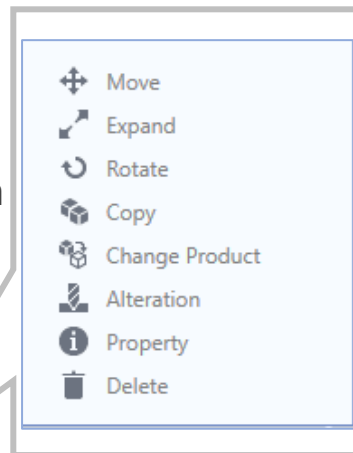 Move
Expand
Rotate
Copy
Change Product
Alteration
Property
Delete